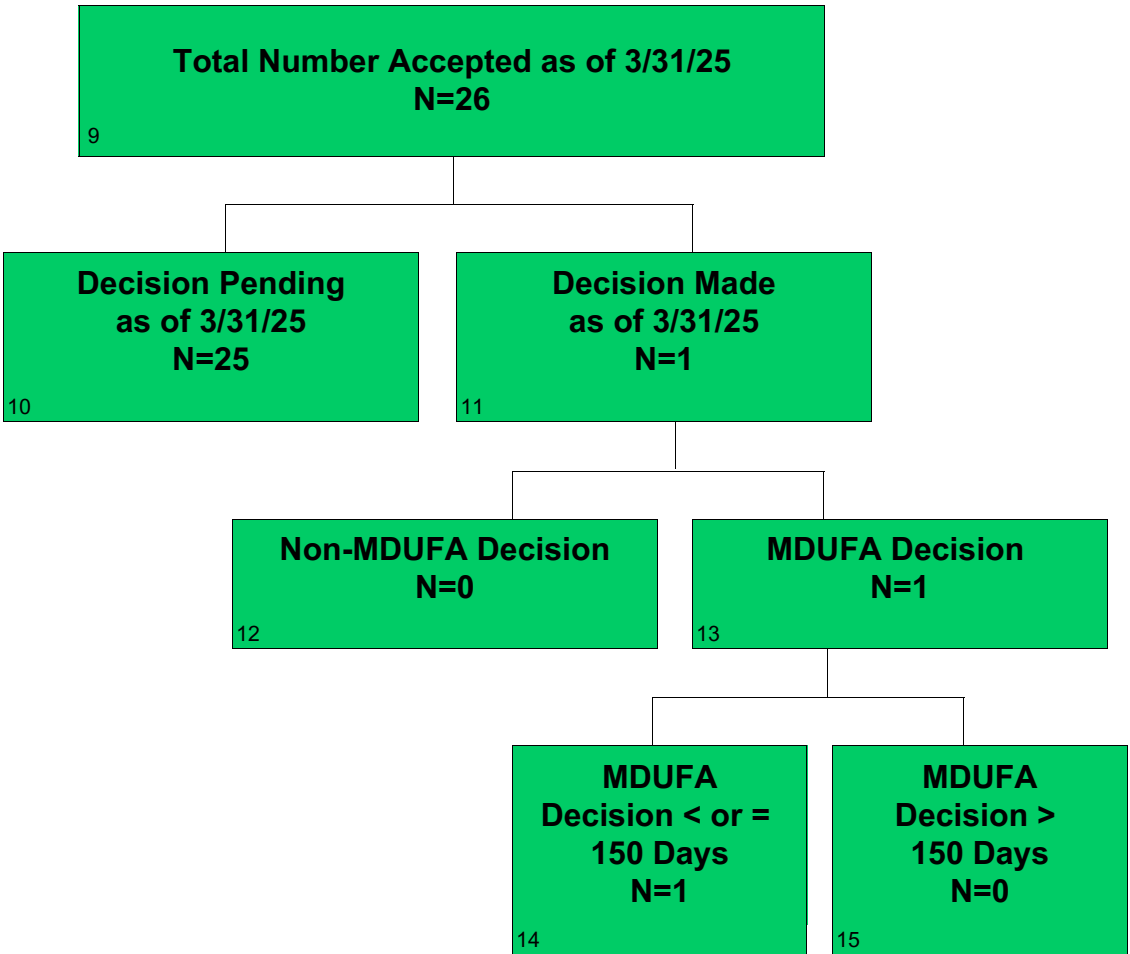 Total Number Accepted as of 3/31/25
N=26
9
Decision Pending
as of 3/31/25
N=25
10
Decision Made
as of 3/31/25
N=1
11
Non-MDUFA Decision
N=0
12
MDUFA Decision
N=1
13
MDUFA
Decision < or =
150 Days
N=1
14
MDUFA
Decision >
150 Days
N=0
15